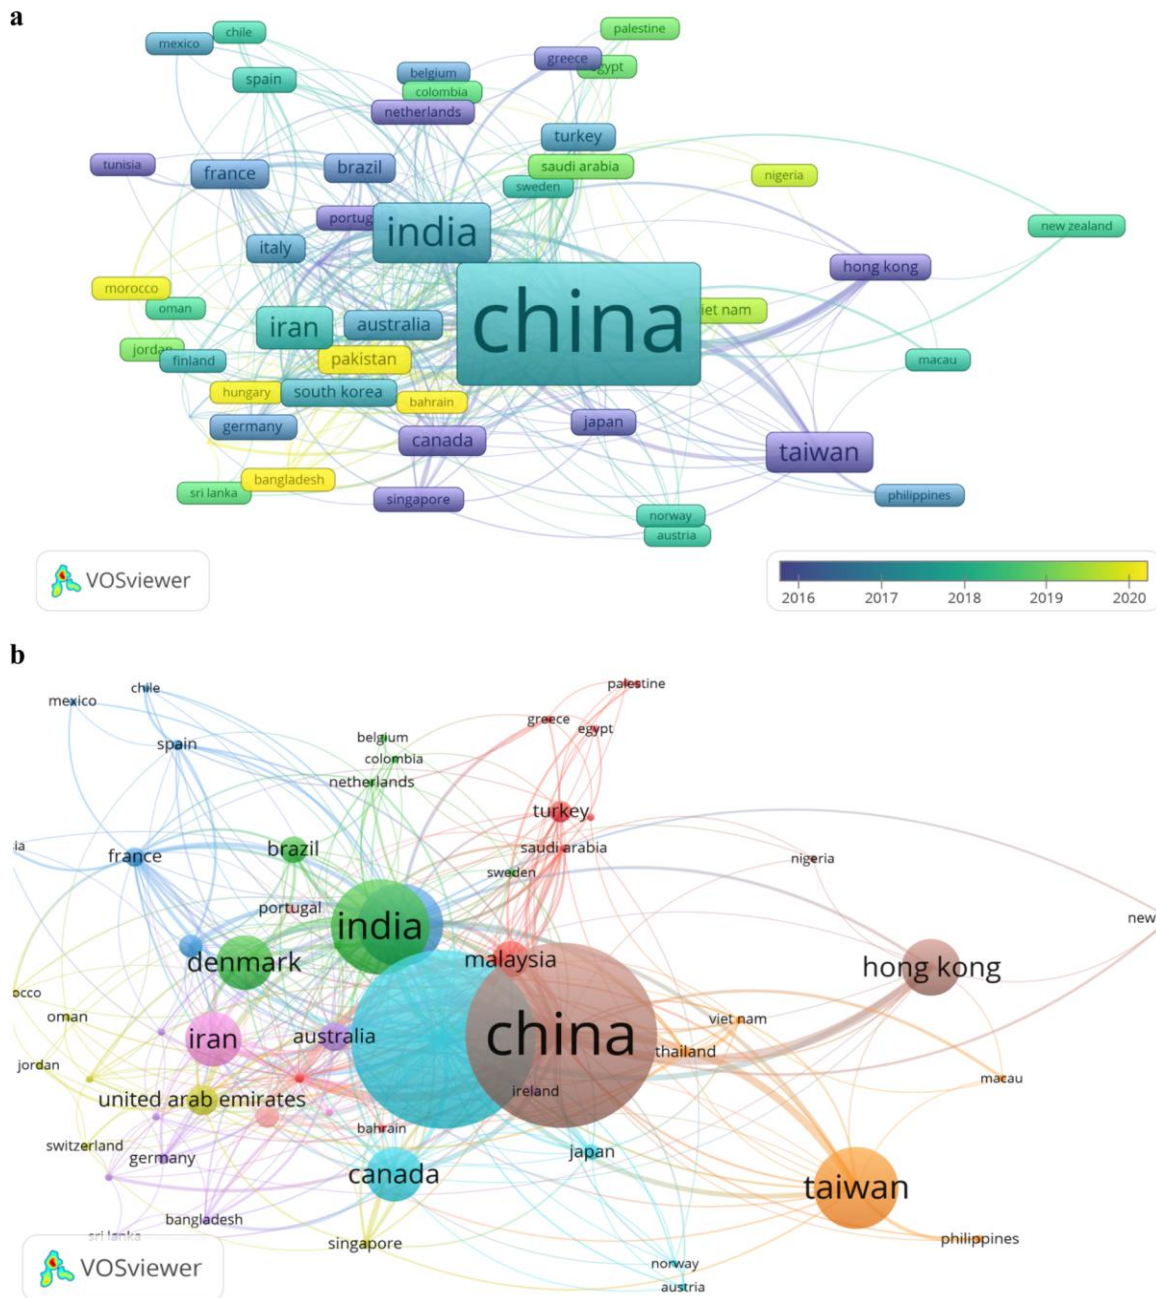 a
palestine
chile
mexico
greece
egypt
belgium
spain
colombia
netherlands
turkey
tunisia
france
brazil
saudi arabia
nigeria
sweden
portug
new zealand
india
italy
hong kong
morocco
oman
china
iet nam
iran
australia
jordan
finland
pakistan
macau
hungary
south korea
bahrain
germany
canada
japan
taiwan
sri lanka
bangladesh
singapore
philippines
norway
austria
VOSviewer
2016 2017 2018 2019 2020
b
mexico
chile
palestine
greece
egypt
spain
belgium
colombia
netherlands
turkey
ia
france
brazil
saudi arabia
nigeria
sweden
portugal
india
new
denmark
malaysia
hong kong
occo
oman
iran
australia
china
viet nam
thailand
jordan
ireland
macau
united arab emirates
bahrain
switzerland
germany
japan
canada
taiwan
bangladesh
sri lanka
singapore
philippines
norway
austria
VOSviewer